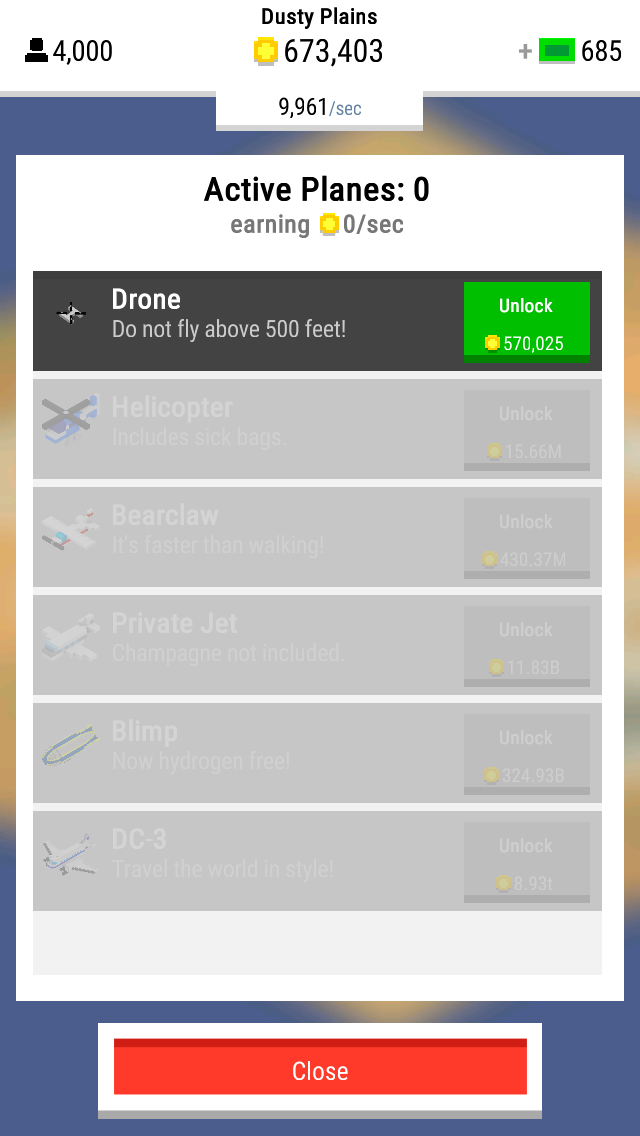 Dusty Plains
4,000
673,403
+ 685
9,961/sec
Active Planes: 0
earning 0/sec
Drone
Do not fly above 500 feet!
Unlock
570,025
Helicopter
Includes sick bags.
Unlock
15.66M
Bearclaw
It's faster than walking!
Unlock
430.37M
Private Jet
Champagne not included.
Unlock
11.83B
Blimp
Now hydrogen free!
Unlock
324.93B
DC-3
Travel the world in style!
Unlock
8.93t
Close